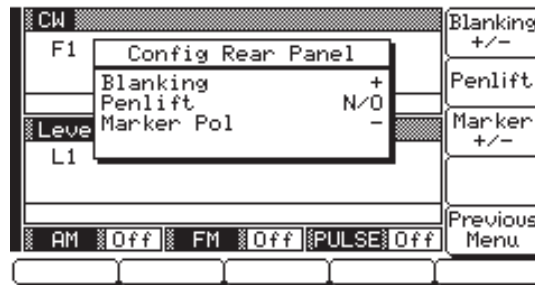 CW
F1
Config Rear Panel
Blanking +
Penlift N/O
Marker Pol -
Leve
L1
AM Off FM Off PULSE Off
Blanking
+/-
Penlift
Marker
+/-
Previous
Menu